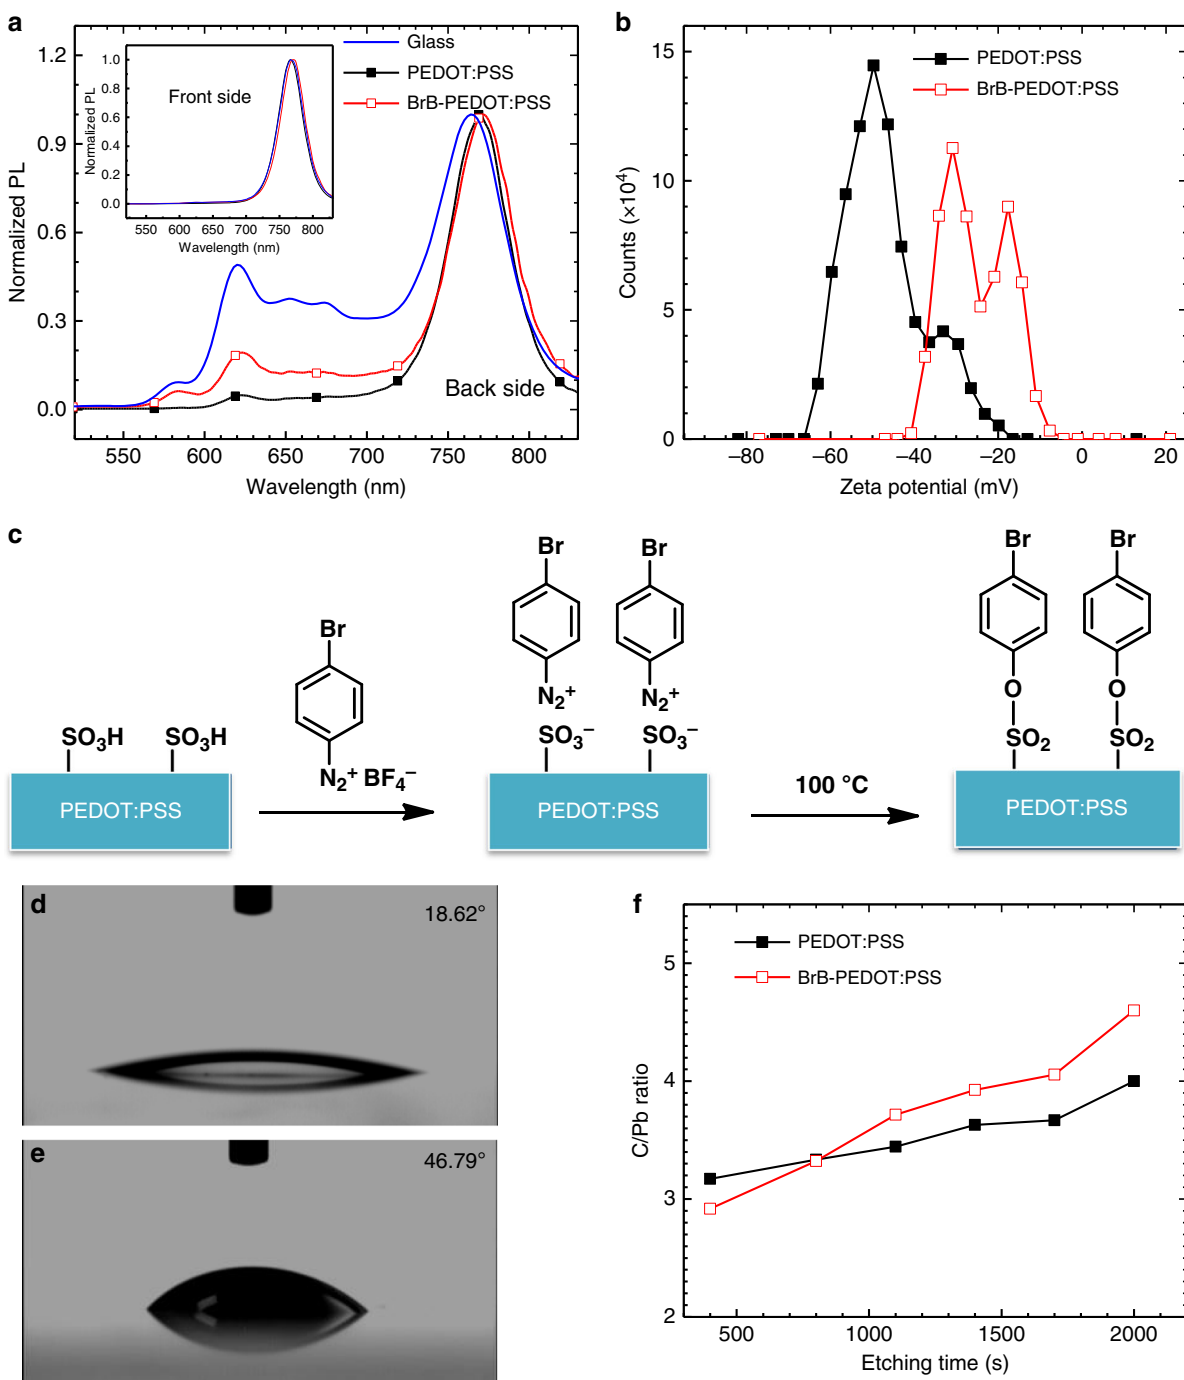 a
Glass
PEDOT:PSS
BrB-PEDOT:PSS
Front side
Back side
Normalized PL
1.2
1.0
0.9
0.6
0.3
0.0
550 600 650 700 750 800
Wavelength (nm)
Normalized PL
1.0
0.8
0.6
0.4
0.2
0.0
550 600 650 700 750 800
Wavelength (nm)
b
PEDOT:PSS
BrB-PEDOT:PSS
Counts (×10⁴)
15
10
5
0
−80 −60 −40 −20 0 20
Zeta potential (mV)
c
SO₃H SO₃H
PEDOT:PSS
Br
N₂⁺ BF₄⁻
Br Br
N₂⁺ N₂⁺
SO₃⁻ SO₃⁻
PEDOT:PSS
100 °C
Br Br
O O
SO₂ SO₂
PEDOT:PSS
d
18.62°
e
46.79°
f
PEDOT:PSS
BrB-PEDOT:PSS
C/Pb ratio
5
4
3
2
500 1000 1500 2000
Etching time (s)